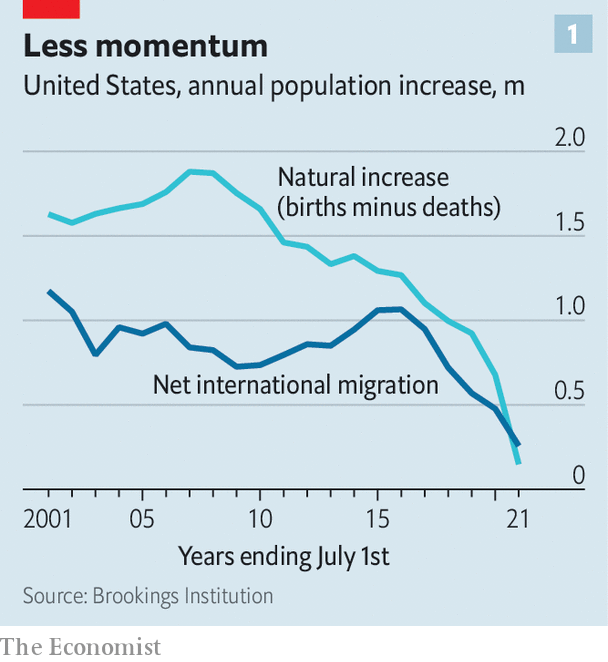 1
Less momentum
United States, annual population increase, m
2.0
Natural increase
(births minus deaths)
1.5
1.0
Net international migration
0.5
0
2001 05 10 15 21
Years ending July 1st
Source: Brookings Institution
The Economist